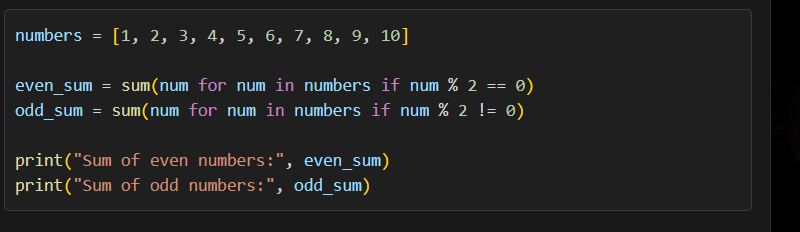 numbers = [1, 2, 3, 4, 5, 6, 7, 8, 9, 10]
even_sum = sum(num for num in numbers if num % 2 == 0)
odd_sum = sum(num for num in numbers if num % 2 != 0)
print("Sum of even numbers:", even_sum)
print("Sum of odd numbers:", odd_sum)